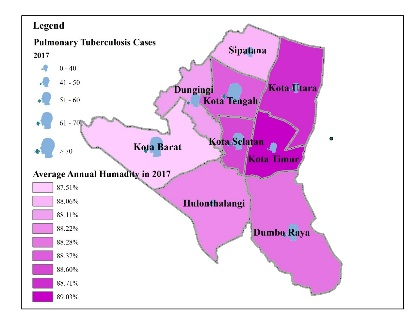 Legend
Pulmonary Tuberculosis Cases
2017
0 - 40
41 - 50
51 - 60
61 - 70
> 70
Average Annual Humadity in 2017
87.51%
88.06%
88.11%
88.22%
88.28%
88.37%
88.60%
88.71%
89.03%
Sipatana
Dungingi
Kota Tengah
Kota Utara
Kota Barat
Kota Selatan
Kota Timur
Hulonthalangi
Dumbo Raya